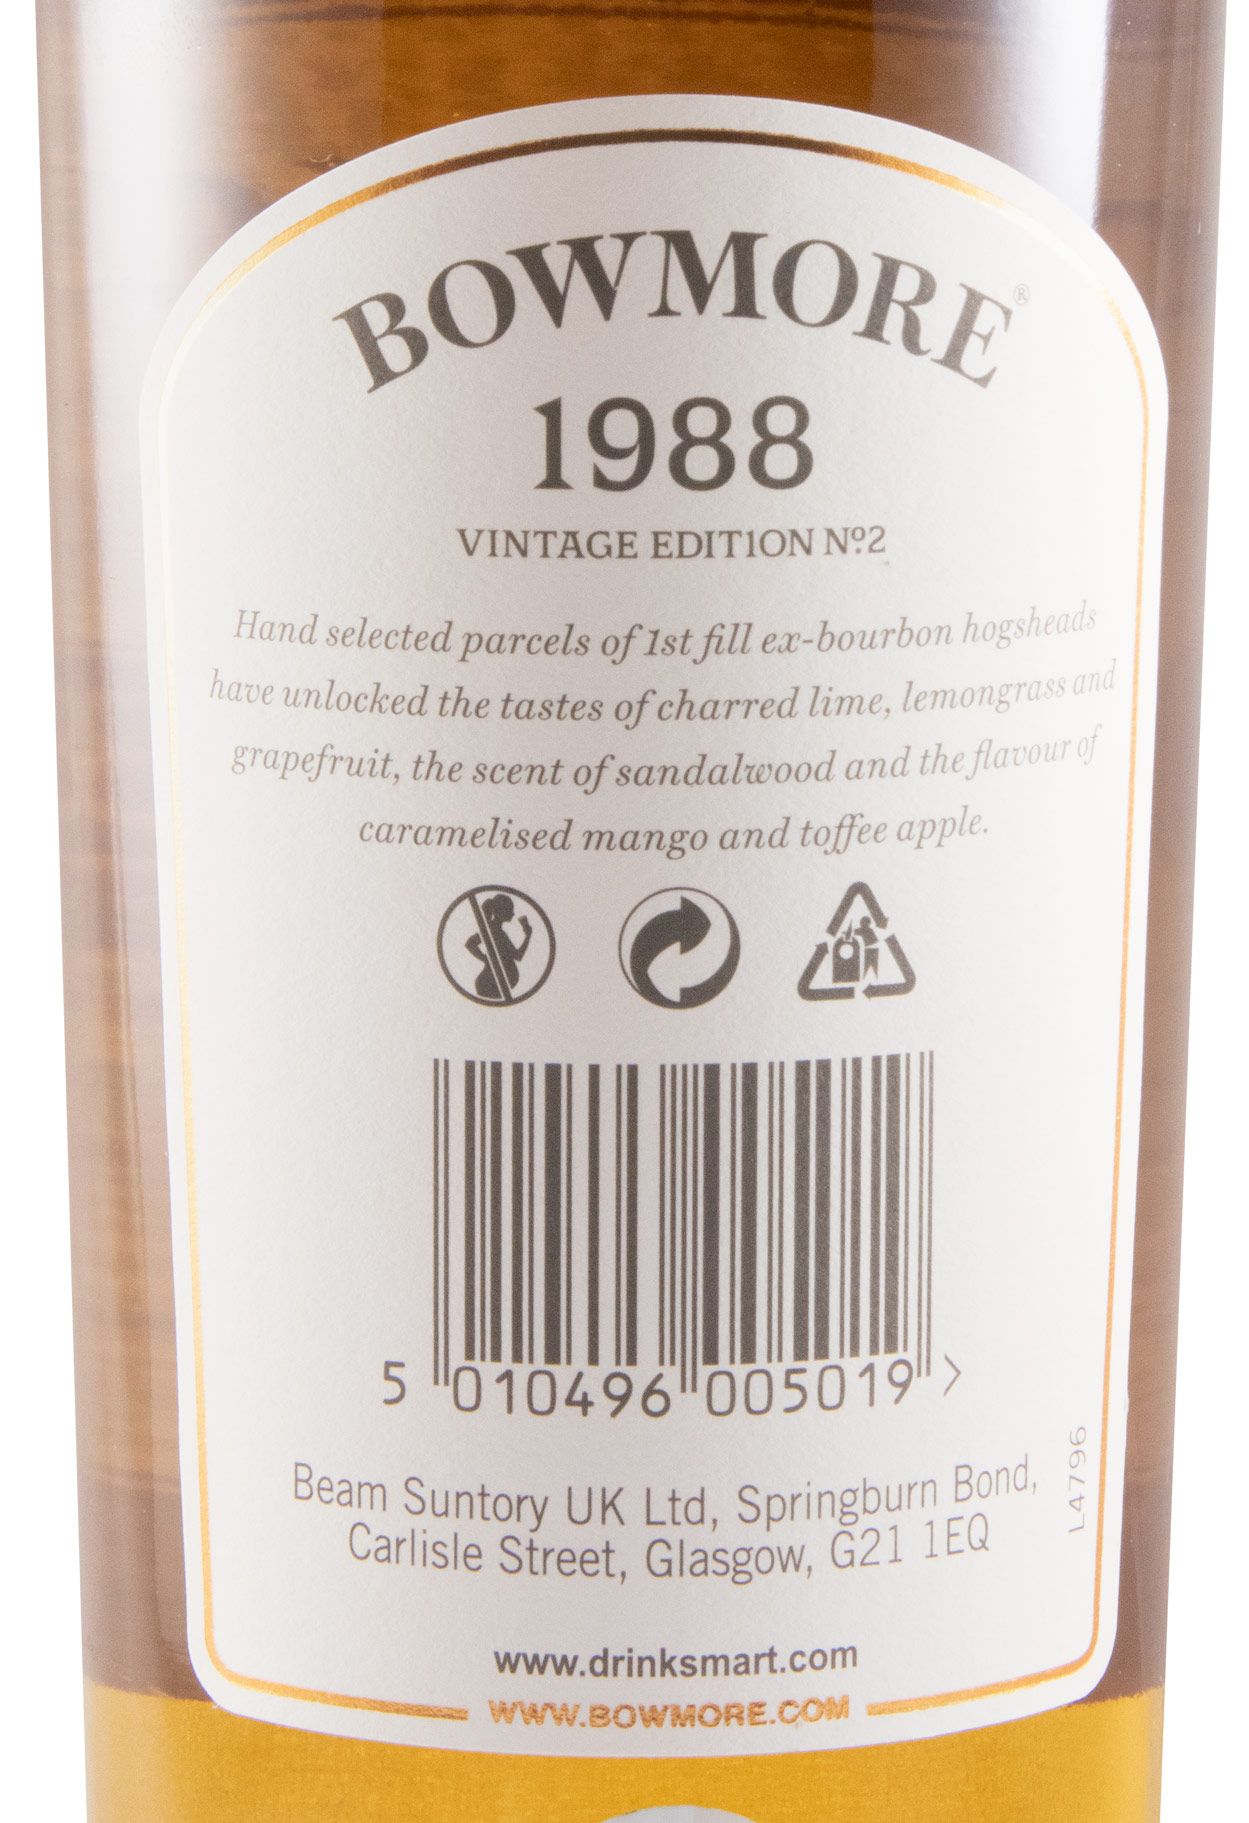 BOWMORE®
1988
VINTAGE EDIT1ON Nº2
Hand selected parcels of 1st fill ex-bourbon hogsheads
have unlocked the tastes of charred lime, lemongrass and
grapefruit, the scent of sandalwood and the flavour of
caramelised mango and toffee apple.
5 010496 005019 >
L4796
Beam Suntory UK Ltd, Springburn Bond,
Carlisle Street, Glasgow, G21 1EQ
www.drinksmart.com
WWW.BOWMORE.COM